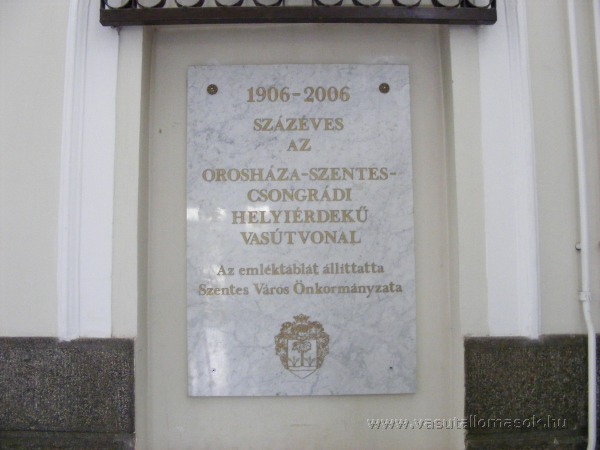 1906-2006
SZÁZÉVES
AZ
OROSHÁZA-SZENTES-
CSONGRÁDI
HELYIÉRDEKŰ
VASÚTVONAL
Az emléktáblát állíttatta
Szentes Város Önkormányzata
www.vasutallomasok.hu